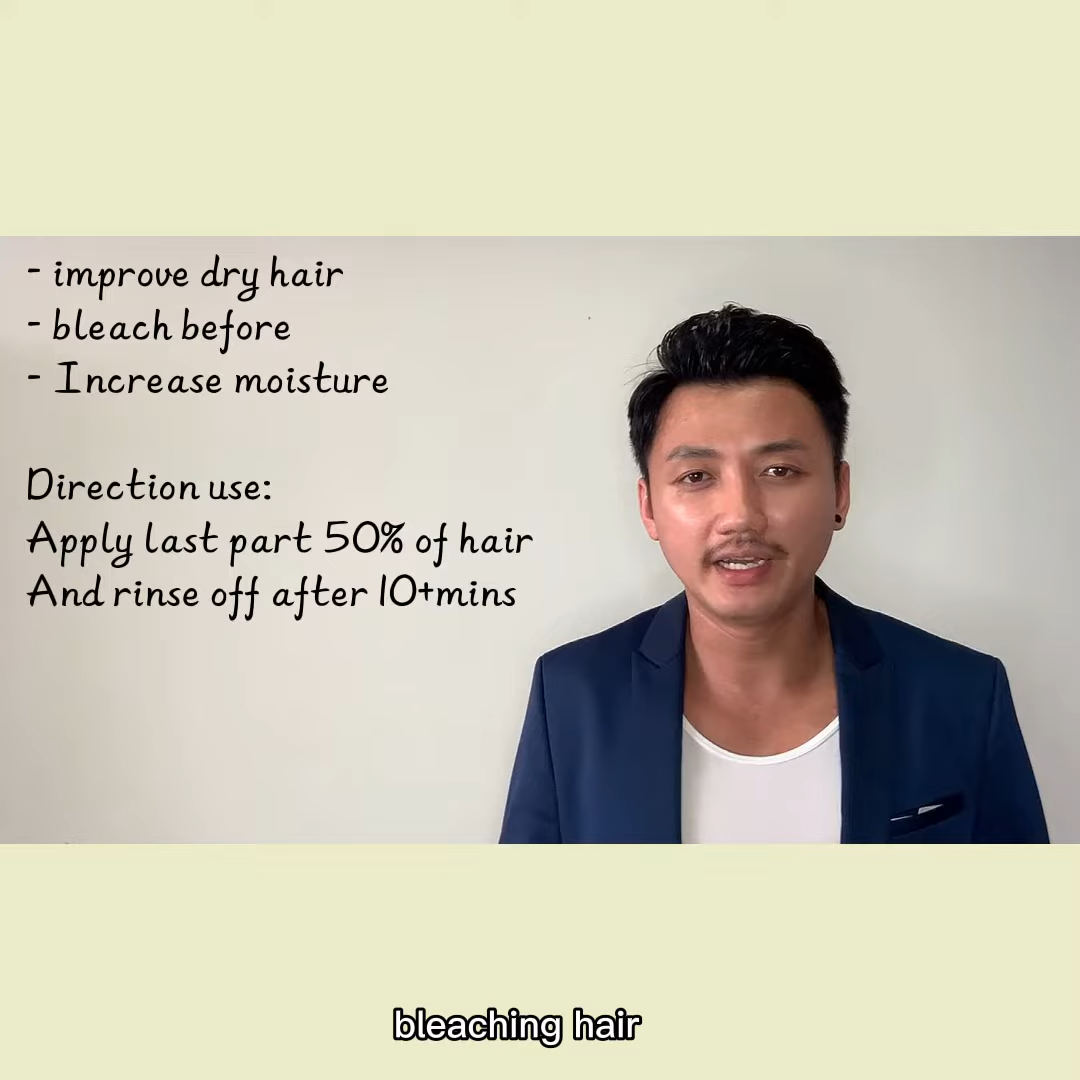 - improve dry hair
- bleach before
- Increase moisture
Direction use:
Apply last part 50% of hair
And rinse off after 10+mins
bleaching hair